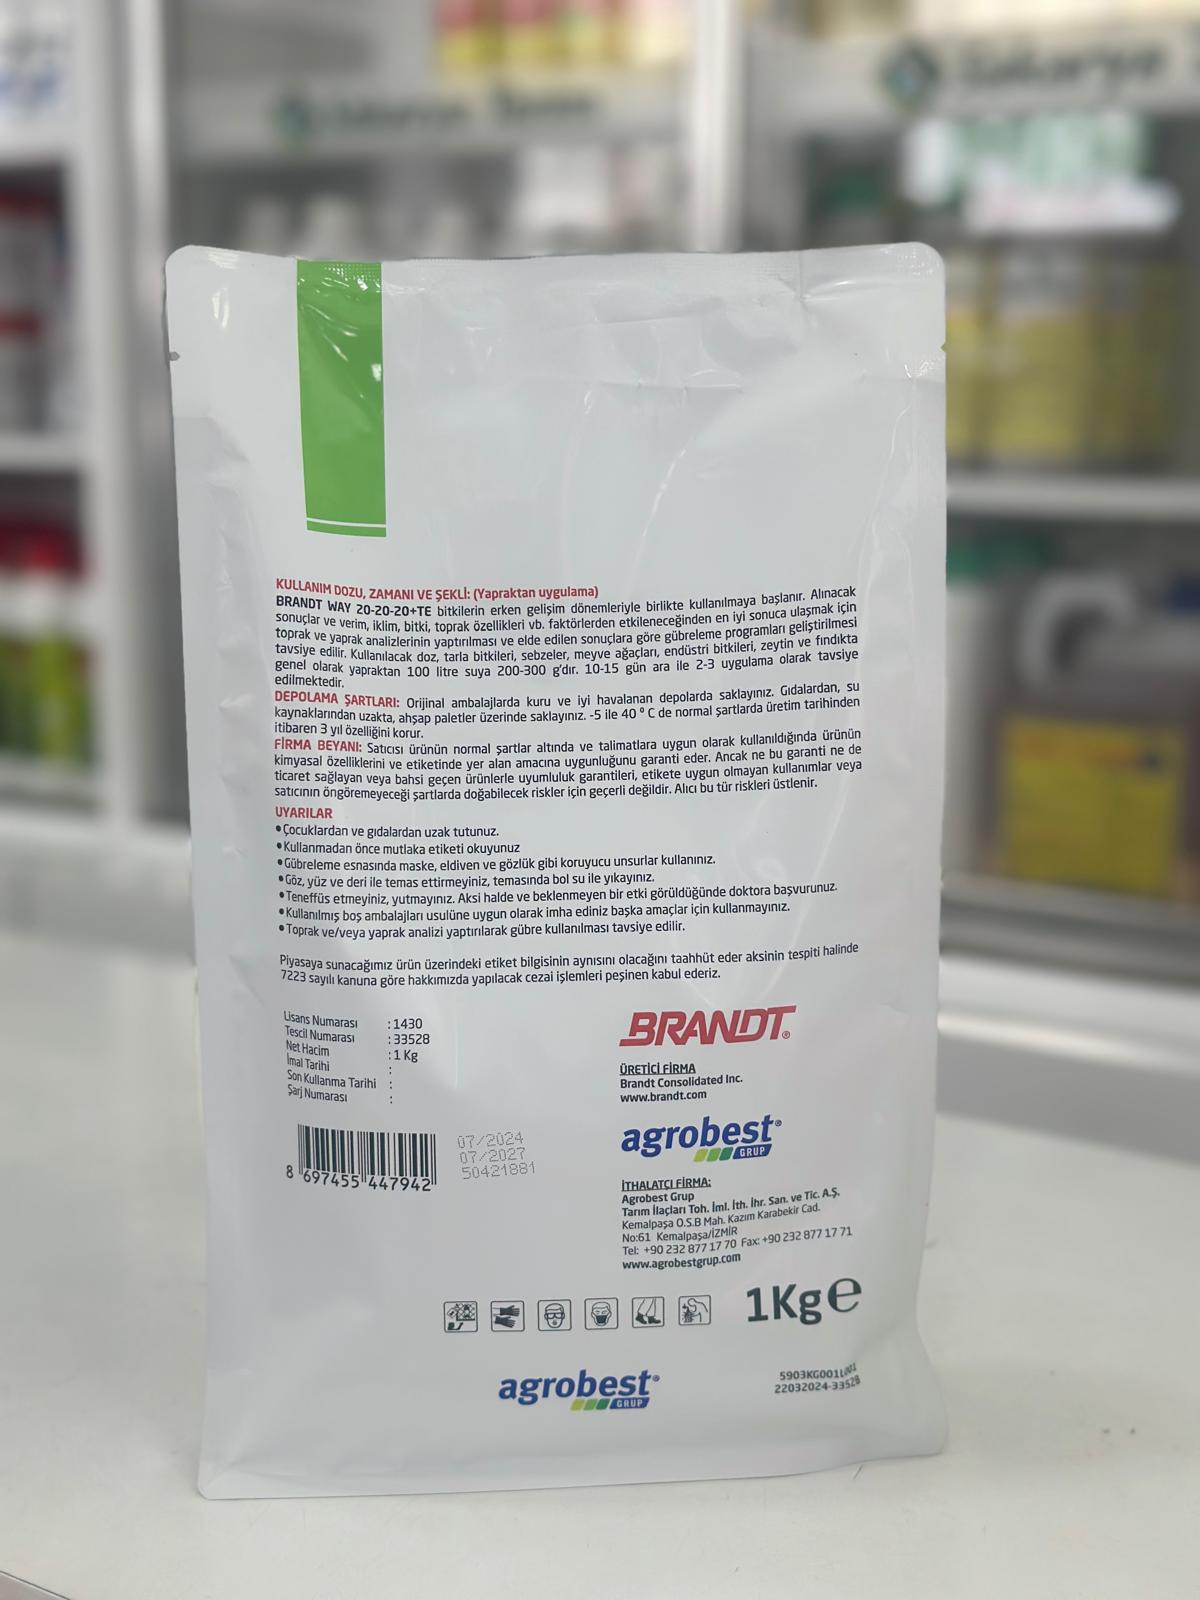 KULLANIM DOZU, ZAMANI VE ŞEKLİ: (Yapraktan uygulama)
BRANDT WAY 20-20-20+TE bitkilerin erken gelişim dönemleriyle birlikte kullanılmaya başlanır. Alınacak
sonuçlar ve verim, iklim, bitki, toprak özellikleri vb. faktörlerden etkileneceğinden en iyi sonuca ulaşmak için
toprak ve yaprak analizlerinin yaptırılması ve elde edilen sonuçlara göre gübreleme programları geliştirilmesi
tavsiye edilir. Kullanılacak doz, tarla bitkileri, sebzeler, meyve ağaçları, endüstri bitkileri, zeytin ve fındıkta
genel olarak yapraktan 100 litre suya 200-300 g'dır. 10-15 gün ara ile 2-3 uygulama olarak tavsiye
edilmektedir.
DEPOLAMA ŞARTLARI: Orijinal ambalajlarda kuru ve iyi havalanan depolarda saklayınız. Gıdalardan, su
kaynaklarından uzakta, ahşap paletler üzerinde saklayınız. -5 ile 40 ° C de normal şartlarda üretim tarihinden
itibaren 3 yıl özelliğini korur.
FİRMA BEYANI: Satıcısı ürünün normal şartlar altında ve talimatlara uygun olarak kullanıldığında ürünün
kimyasal özelliklerini ve etiketinde yer alan amacına uygunluğunu garanti eder. Ancak ne bu garanti ne de
ticaret sağlayan veya bahsi geçen ürünlerle uyumluluk garantileri, etikete uygun olmayan kullanımlar veya
satıcının öngöremeyeceği şartlarda doğabilecek riskler için geçerli değildir. Alıcı bu tür riskleri üstlenir.
UYARILAR
•Çocuklardan ve gıdalardan uzak tutunuz.
•Kullanmadan önce mutlaka etiketi okuyunuz
•Gübreleme esnasında maske, eldiven ve gözlük gibi koruyucu unsurlar kullanınız.
•Göz, yüz ve deri ile temas ettirmeyiniz, temasında bol su ile yıkayınız.
•Teneffüs etmeyiniz, yutmayınız. Aksi halde ve beklenmeyen bir etki görüldüğünde doktora başvurunuz.
•Kullanılmış boş ambalajları usulüne uygun olarak imha ediniz başka amaçlar için kullanmayınız.
•Toprak ve/veya yaprak analizi yaptırılarak gübre kullanılması tavsiye edilir.
Piyasaya sunacağımız ürün üzerindeki etiket bilgisinin aynısını olacağını taahhüt eder aksinin tespiti halinde
7223 sayılı kanuna göre hakkımızda yapılacak cezai işlemleri peşinen kabul ederiz.
Lisans Numarası : 1430
Tescil Numarası : 33528
Net Hacim : 1 Kg
İmal Tarihi :
Son Kullanma Tarihi :
Şarj Numarası :
8 697455 447942
07/2024
07/2027
50421881
BRANDT®
ÜRETİCİ FİRMA
Brandt Consolidated Inc.
www.brandt.com
agrobest®
GRUP
İTHALATÇI FİRMA:
Agrobest Grup
Tarım İlaçları Toh. İml. İth. İhr. San. ve Tic. A.Ş.
Kemalpaşa O.S.B Mah. Kazım Karabekir Cad.
No:61 Kemalpaşa/İZMİR
Tel: +90 232 877 17 70 Fax: +90 232 877 17 71
www.agrobestgrup.com
1Kg℮
agrobest®
GRUP
5903KG001L001
22032024-33528